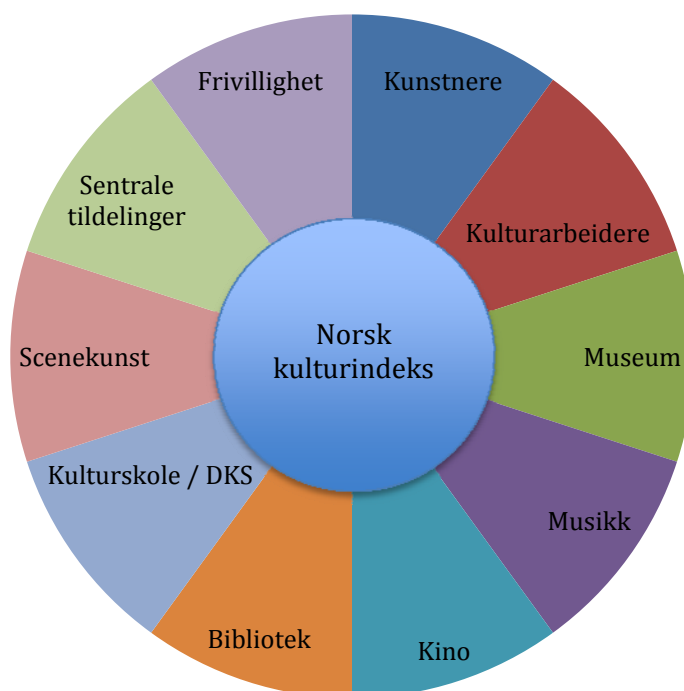 Frivillighet
Kunstnere
Sentrale
tildelinger
Kulturarbeidere
Norsk
kulturindeks
Scenekunst
Museum
Kulturskole / DKS
Musikk
Bibliotek
Kino